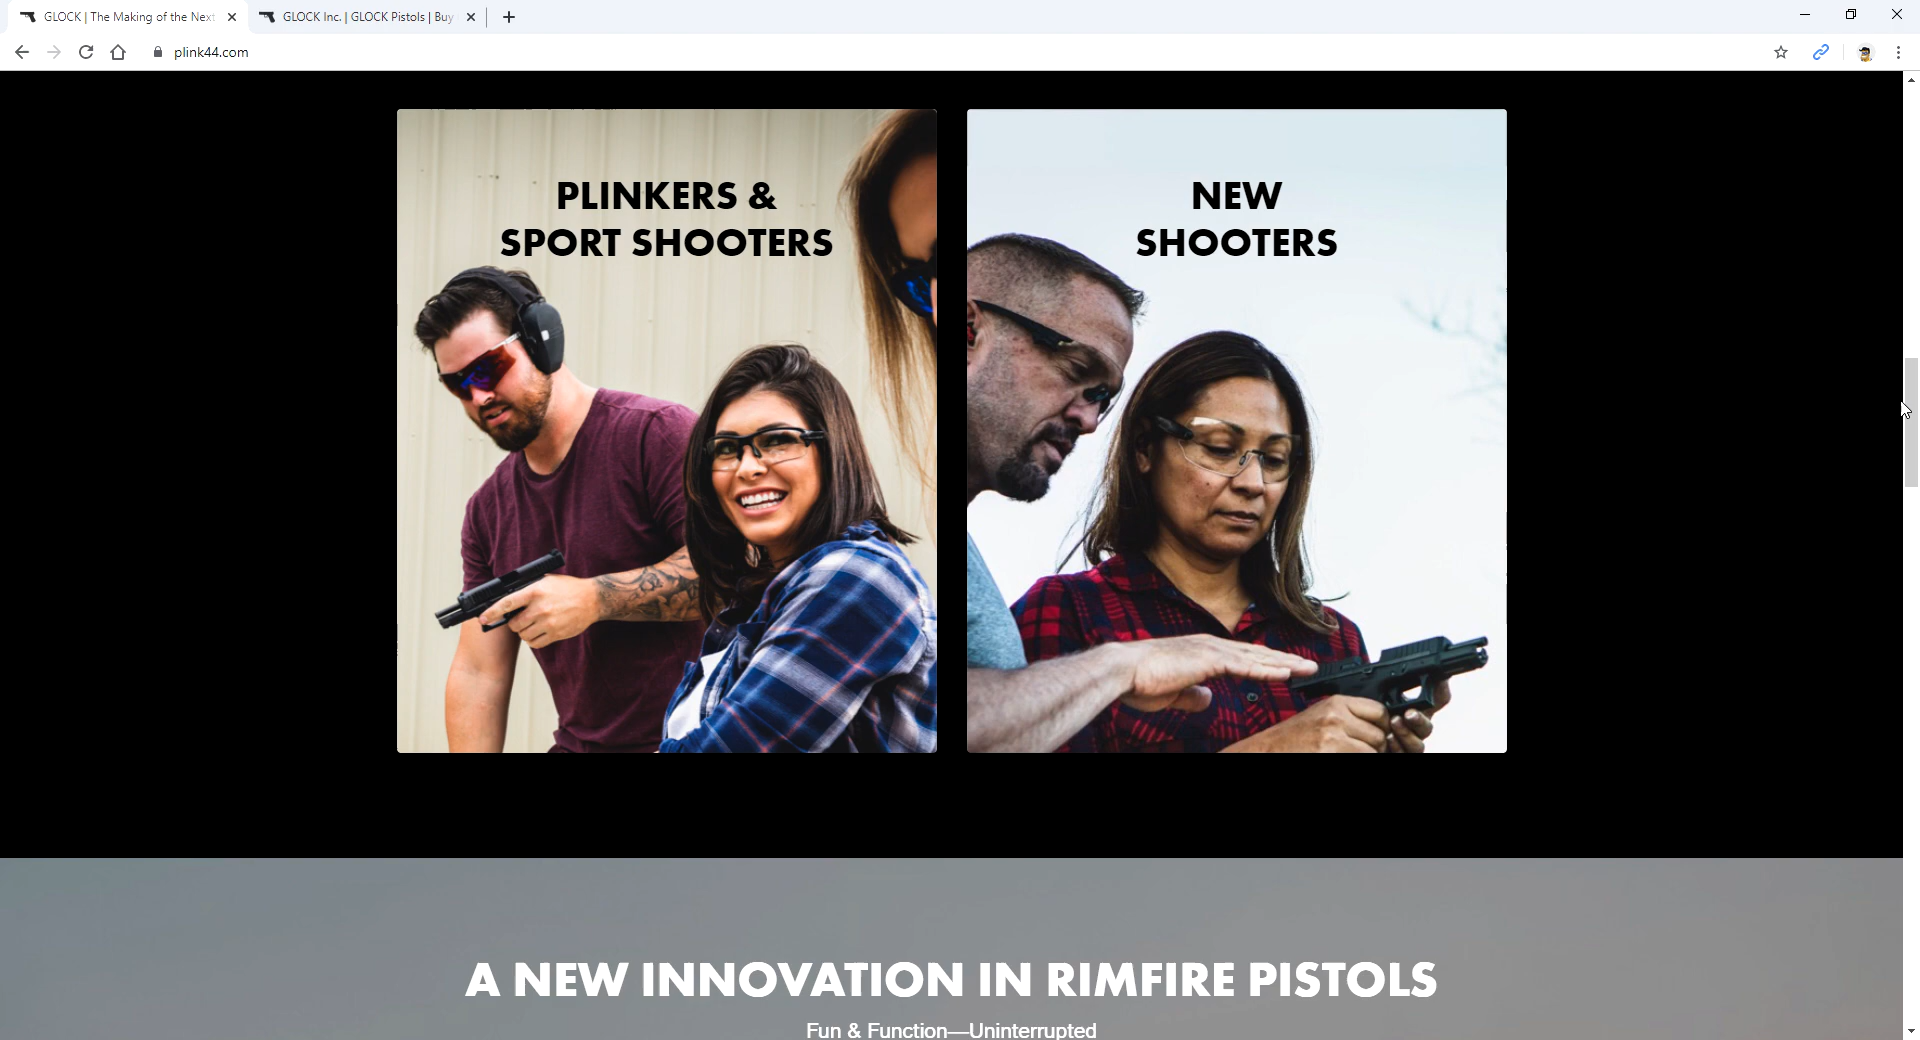 GLOCK | The Making of the Next
GLOCK Inc. | GLOCK Pistols | Buy
plink44.com
PLINKERS &
SPORT SHOOTERS
NEW
SHOOTERS
A NEW INNOVATION IN RIMFIRE PISTOLS
Fun & Function—Uninterrupted